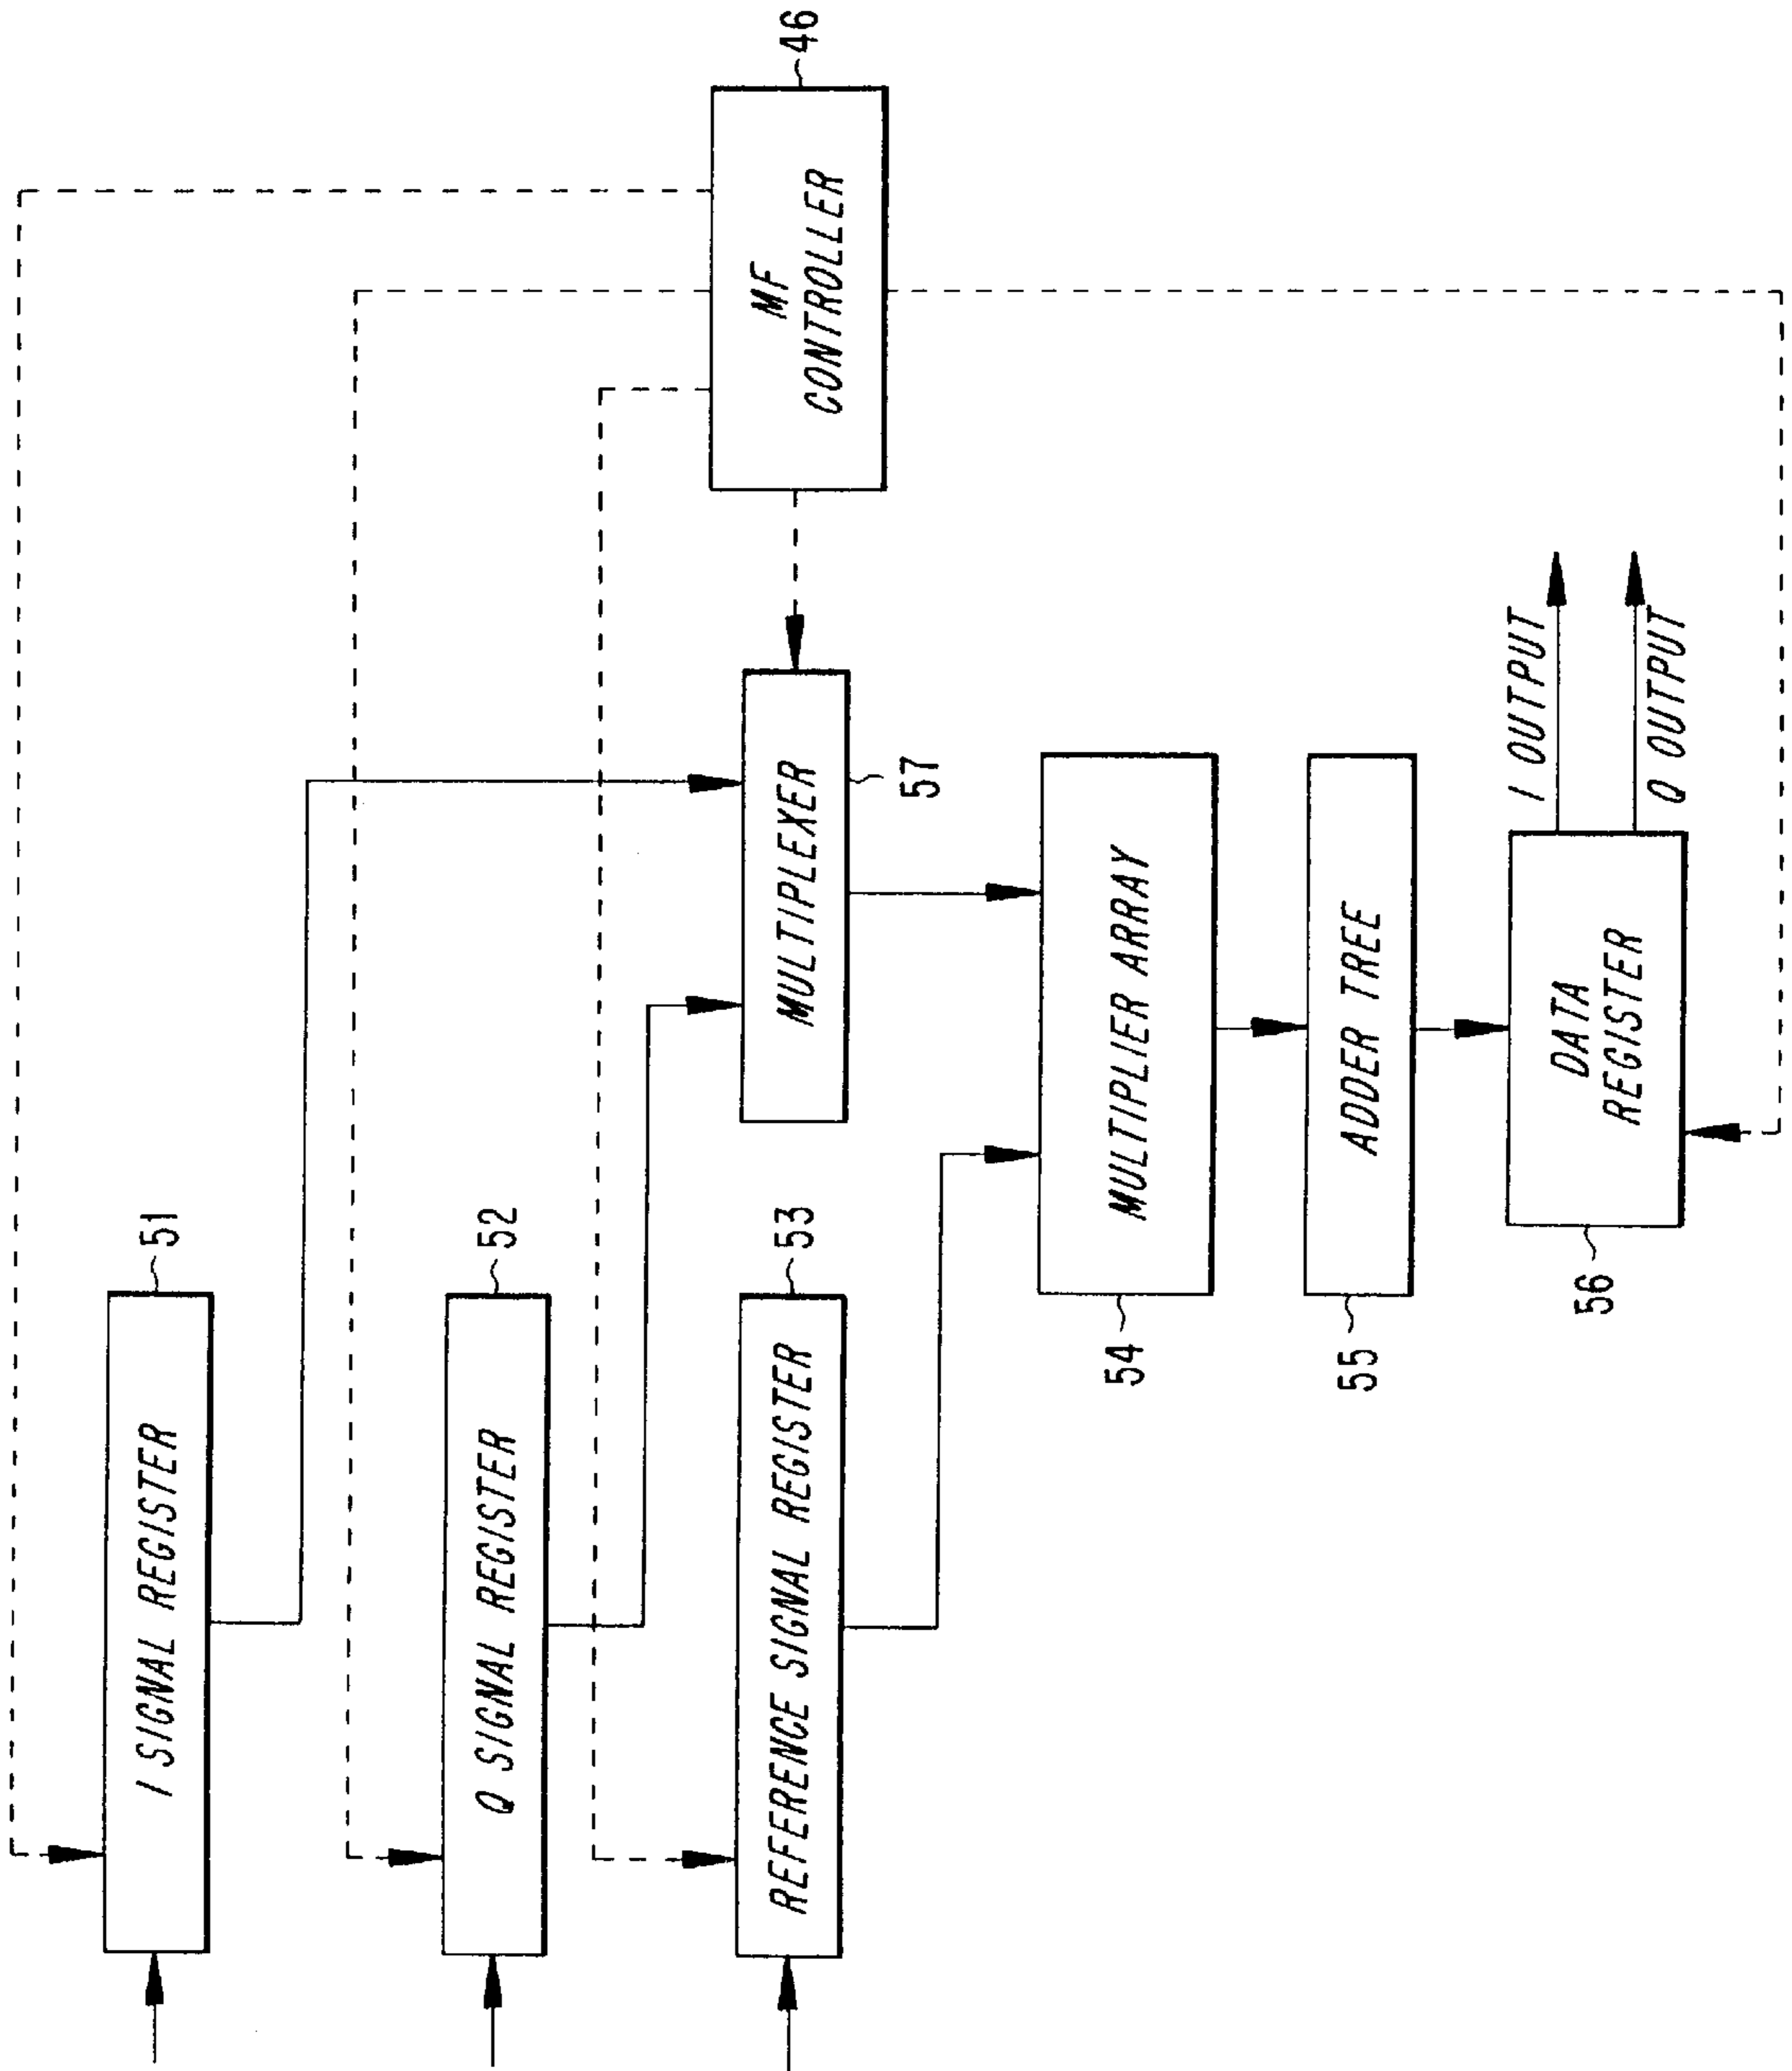 I SIGNAL REGISTER
51
Q SIGNAL REGISTER
52
REFERENCE SIGNAL REGISTER
53
MF
CONTROLLER
46
MULTIPLEXER
57
MULTIPLIER ARRAY
54
ADDER TREE
55
DATA
REGISTER
56
I OUTPUT
Q OUTPUT